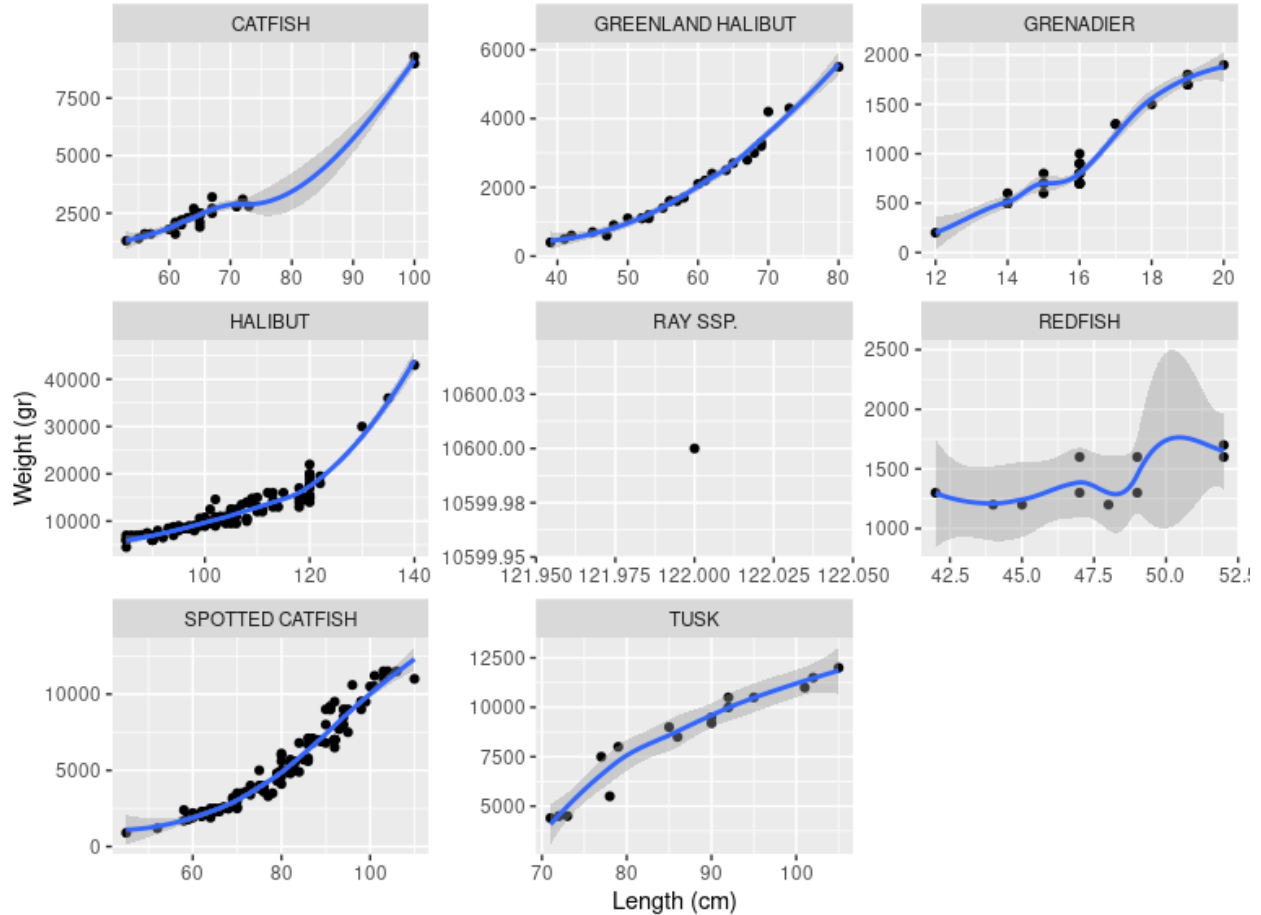 CATFISH
GREENLAND HALIBUT
GRENADIER
7500
5000
2500
60 70 80 90 100
6000
4000
2000
0
40 50 60 70 80
2000
1500
1000
500
0
12 14 16 18 20
HALIBUT
RAY SSP.
REDFISH
Weight (gr)
40000
30000
20000
10000
100 120 140
10600.03
10600.00
10599.98
10599.95
121.950 121.975 122.000 122.025 122.050
2500
2000
1500
1000
42.5 45.0 47.5 50.0 52.5
SPOTTED CATFISH
TUSK
10000
5000
0
60 80 100
12500
10000
7500
5000
70 80 90 100
Length (cm)